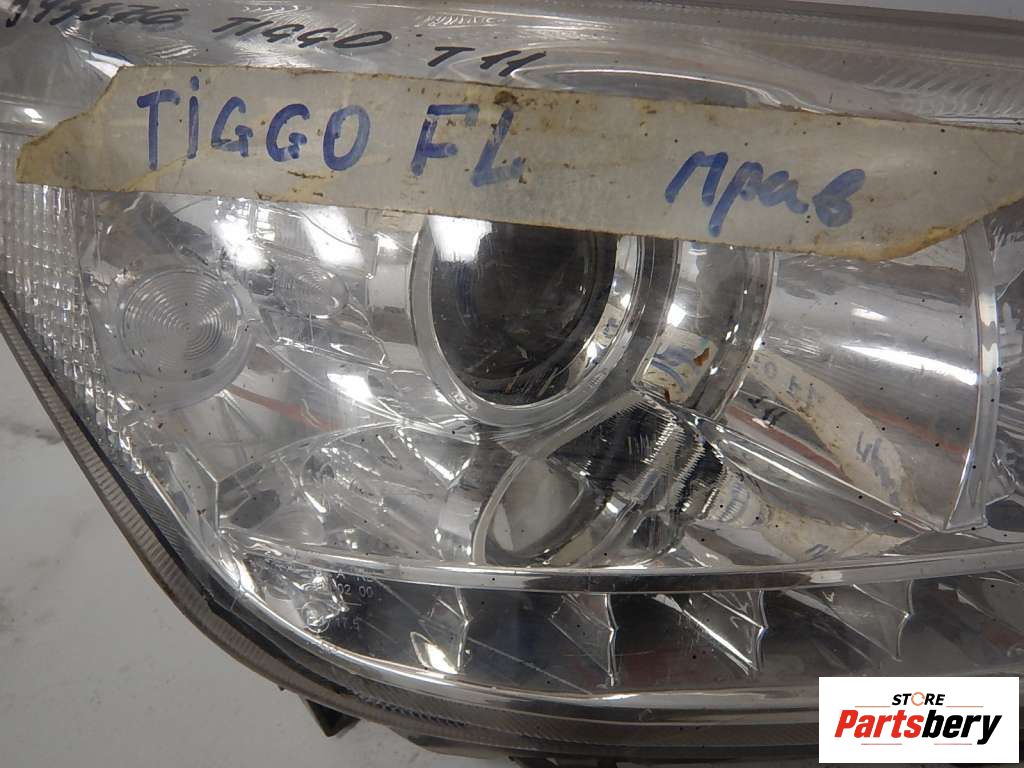 TIGGO T11
TiGGO FL прав
STORE
Partsbery